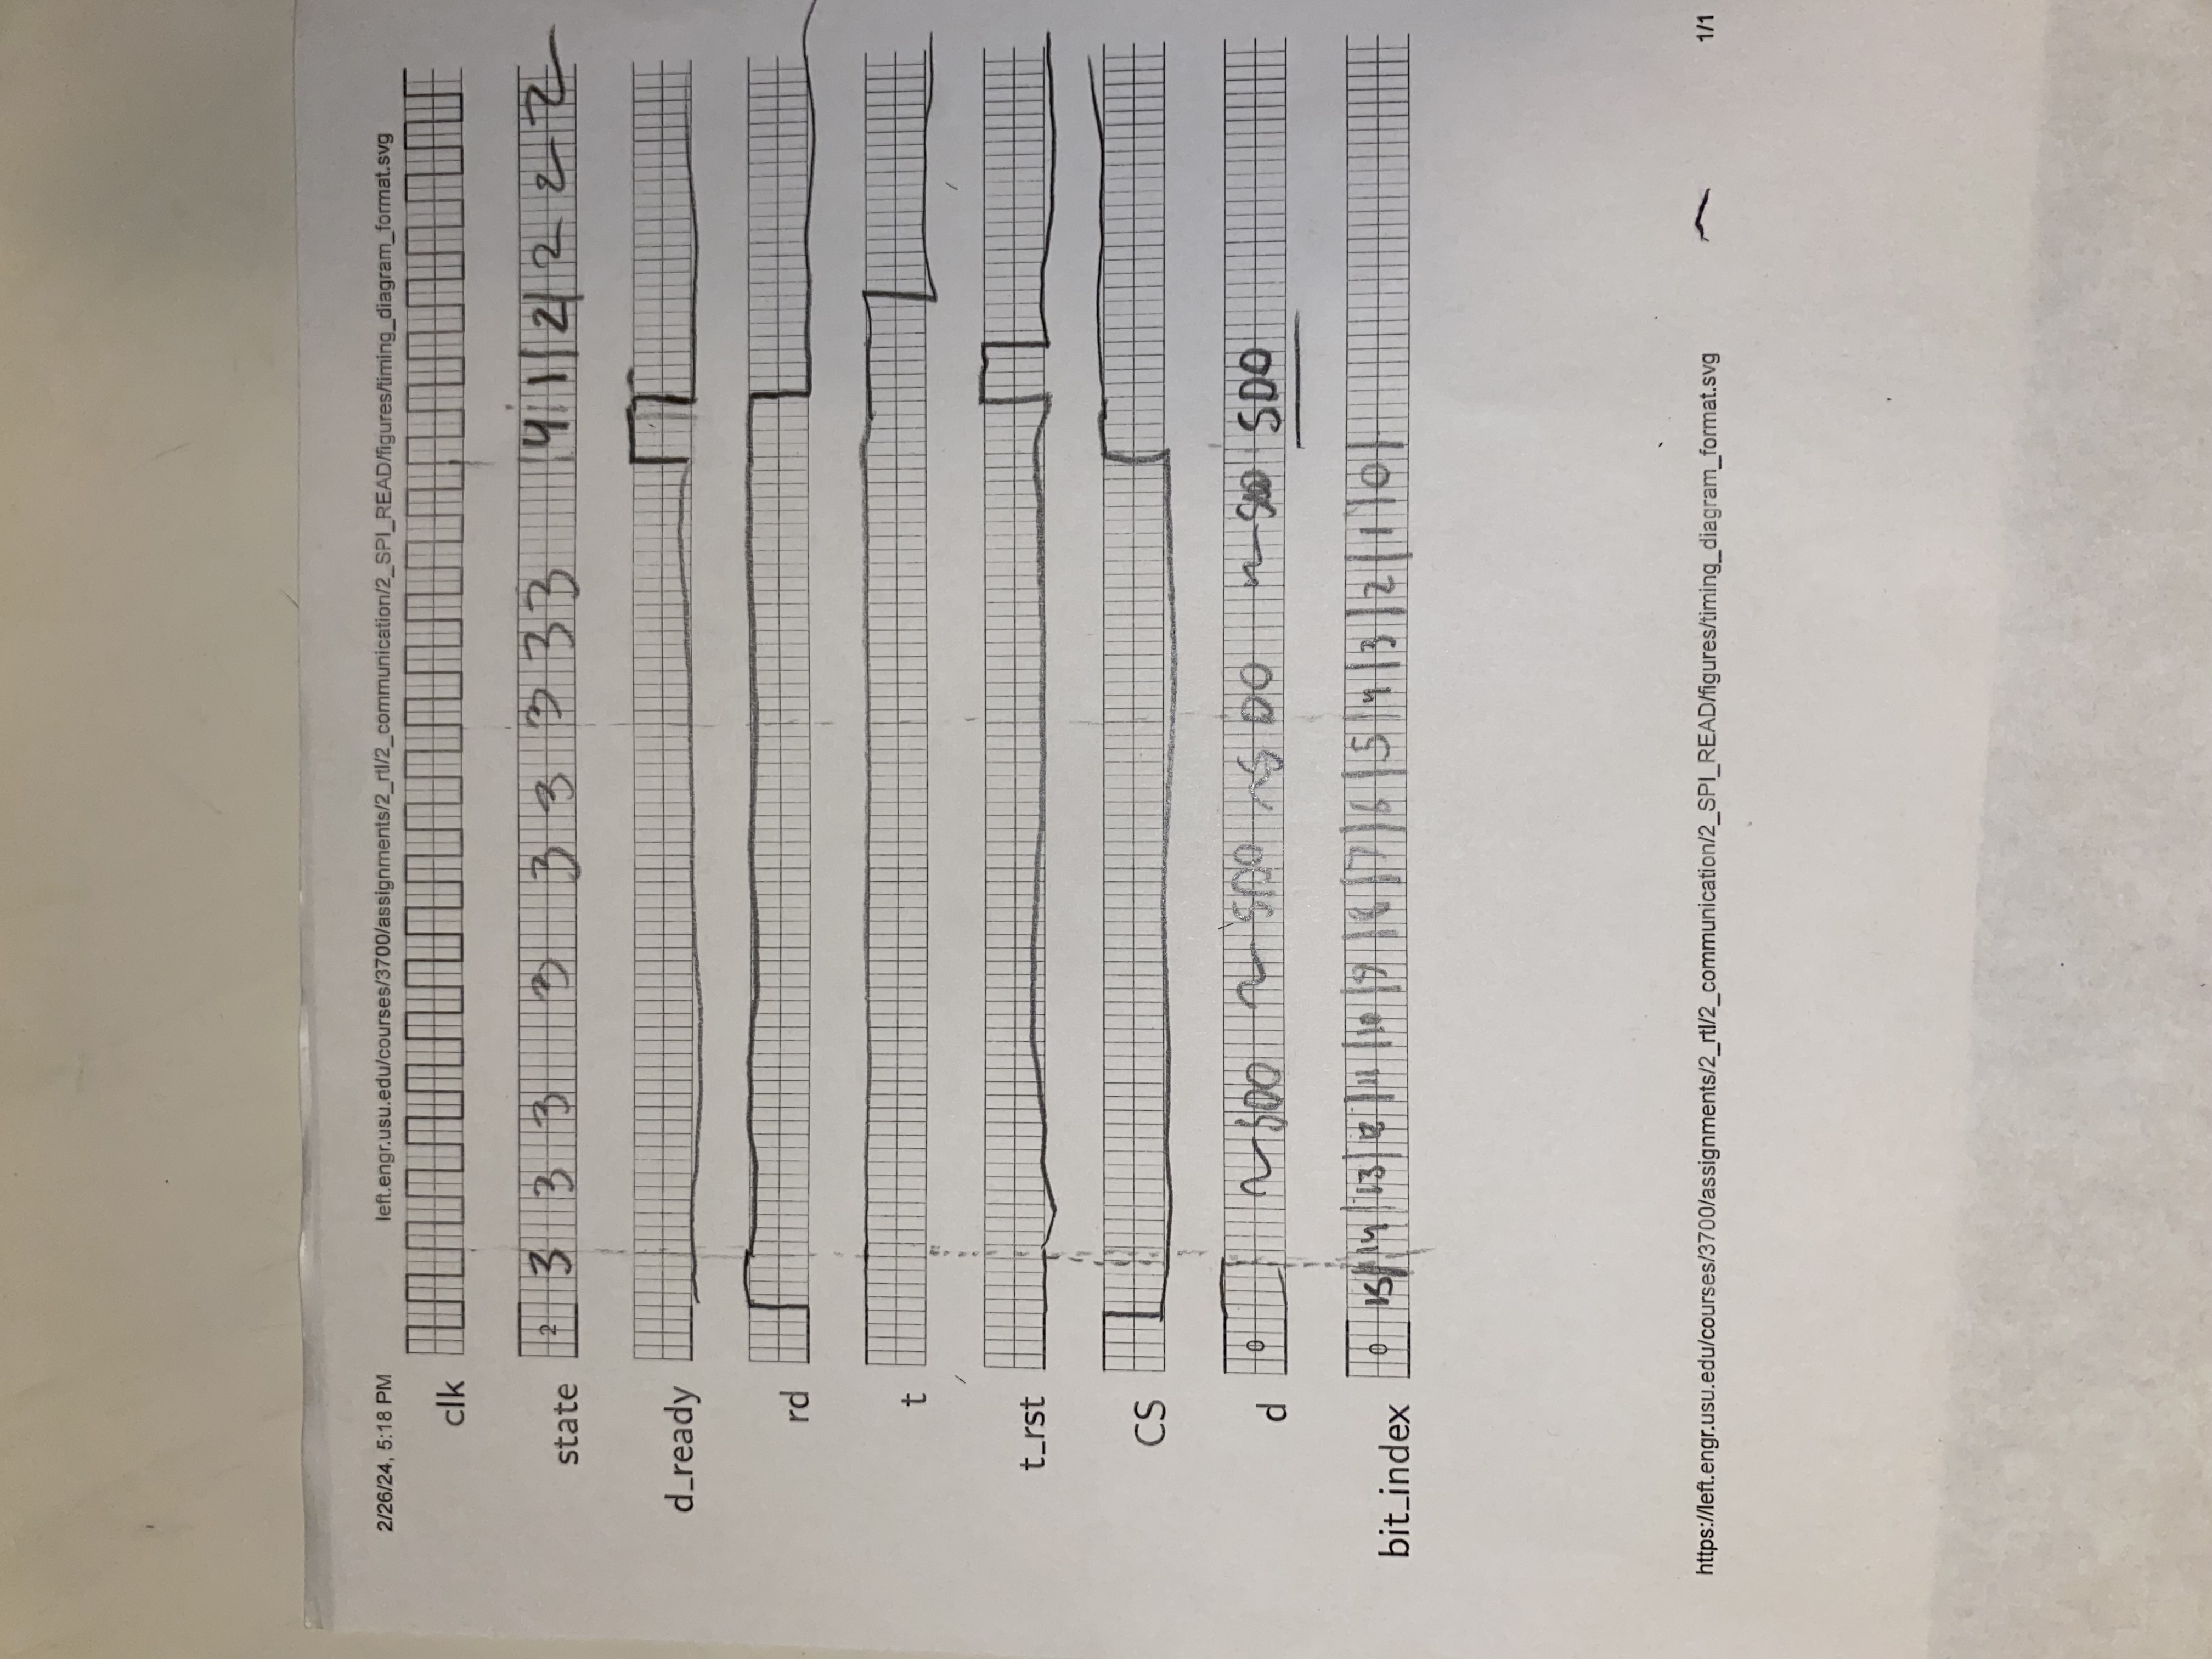 2/26/24, 5:18 PM left.engr.usu.edu/courses/3700/assignments/2_rtl/2_communication/2_SPI_READ/figures/timing_diagram_format.svg
clk
state 2 3 3 3 3 3 3 3 3 3 4 1 2 2 2 2
d_ready
rd
t
t_rst
CS
d 0 ~SDO ~SDO ~SDO ~SDO SDO
bit_index 0 15 14 13 12 11 10 9 8 7 6 5 4 3 2 1 0
https://left.engr.usu.edu/courses/3700/assignments/2_rtl/2_communication/2_SPI_READ/figures/timing_diagram_format.svg 1/1